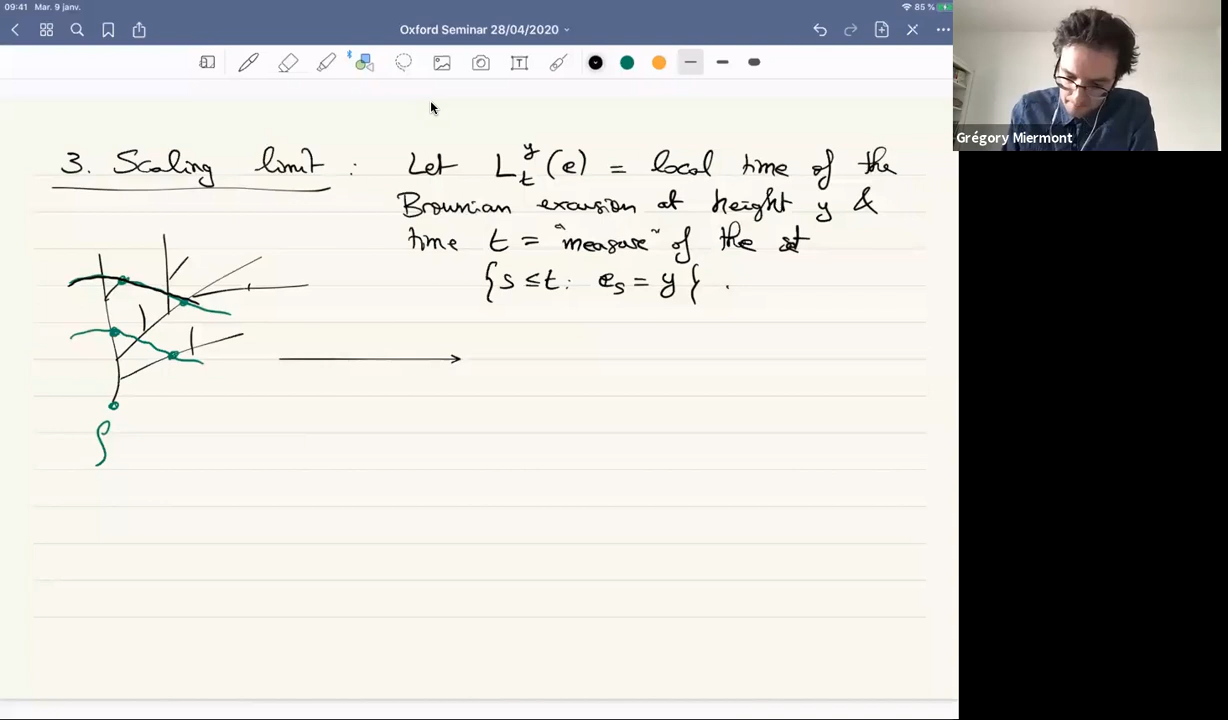 09:41 Mar. 9 janv.
85 %
Oxford Seminar 28/04/2020
Grégory Miermont
3. Scaling limit : Let L_t^y(e) = local time of the
Brownian excursion at height y &
time t = "measure" of the set
{s ≤ t : e_s = y} .
ρ